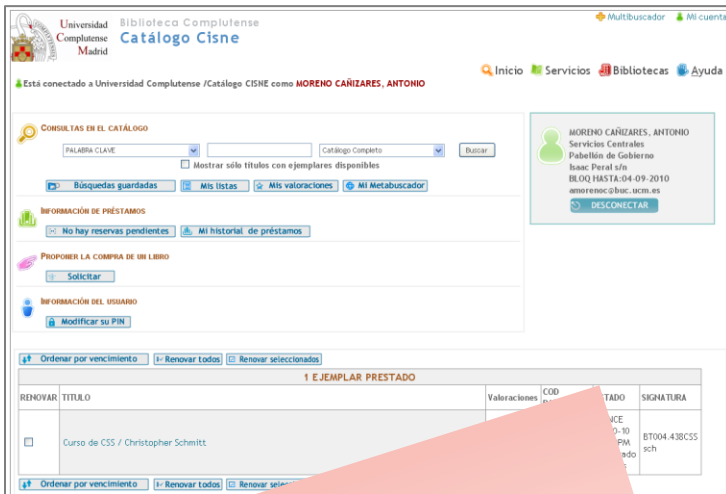 Universidad
Complutense
Madrid
Biblioteca Complutense
Catálogo Cisne
Multibuscador Mi cuenta
Inicio Servicios Bibliotecas Ayuda
Está conectado a Universidad Complutense /Catálogo CISNE como MORENO CAÑIZARES, ANTONIO
CONSULTAS EN EL CATÁLOGO
PALABRA CLAVE Catálogo Completo Buscar
Mostrar sólo títulos con ejemplares disponibles
Búsquedas guardadas Mis listas Mis valoraciones Mi Metabuscador
INFORMACIÓN DE PRÉSTAMOS
No hay reservas pendientes Mi historial de préstamos
PROPONER LA COMPRA DE UN LIBRO
Solicitar
INFORMACIÓN DEL USUARIO
Modificar su PIN
MORENO CAÑIZARES, ANTONIO
Servicios Centrales
Pabellón de Gobierno
Isaac Peral s/n
BLOQ HASTA:04-09-2010
amorenoc@buc.ucm.es
DESCONECTAR
Ordenar por vencimiento Renovar todos Renovar seleccionados
1 EJEMPLAR PRESTADO
RENOVAR TITULO Valoraciones COD SIGNATURA
Curso de CSS / Christopher Schmitt
BT004.438CSS
sch
Ordenar por vencimiento Renovar todos